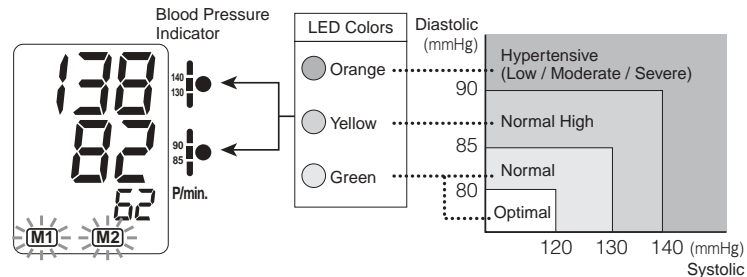 Blood Pressure
Indicator
138
140
130
82
90
85
62
P/min.
M1 M2
LED Colors
Orange
Yellow
Green
Diastolic
(mmHg)
90
85
80
Hypertensive
(Low / Moderate / Severe)
Normal High
Normal
Optimal
120 130 140 (mmHg)
Systolic